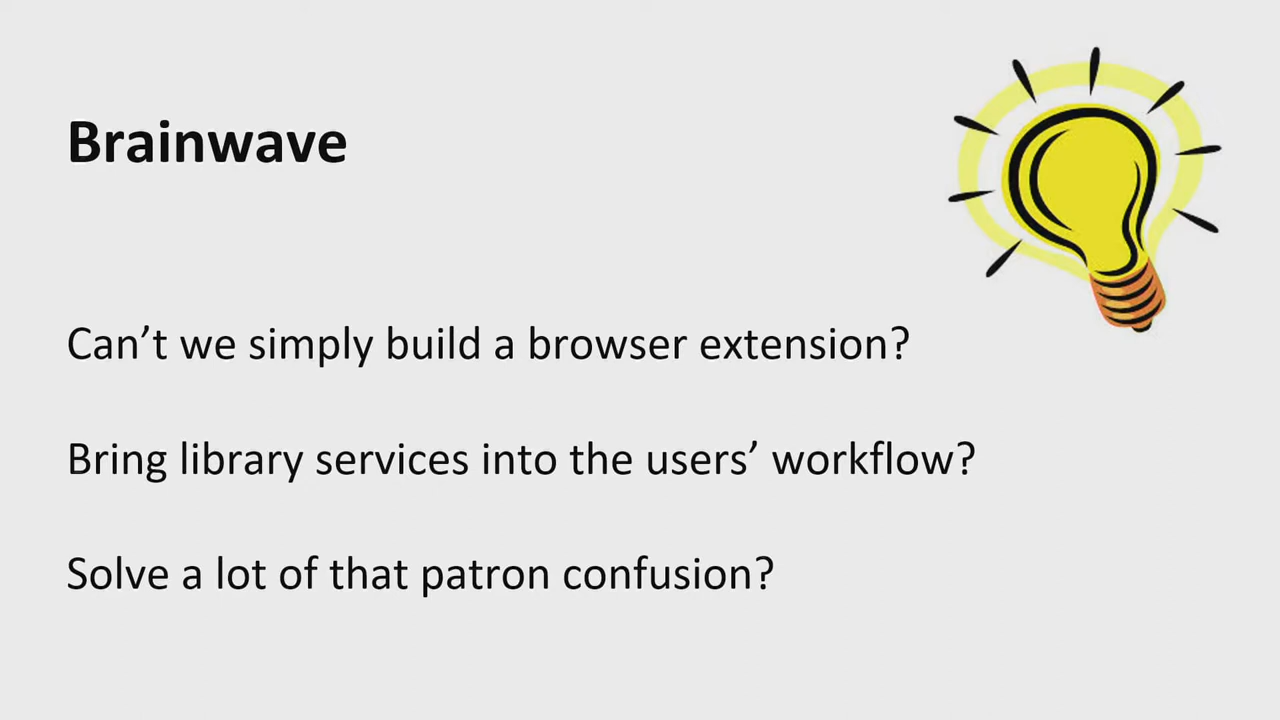 Brainwave
Can’t we simply build a browser extension?
Bring library services into the users’ workflow?
Solve a lot of that patron confusion?